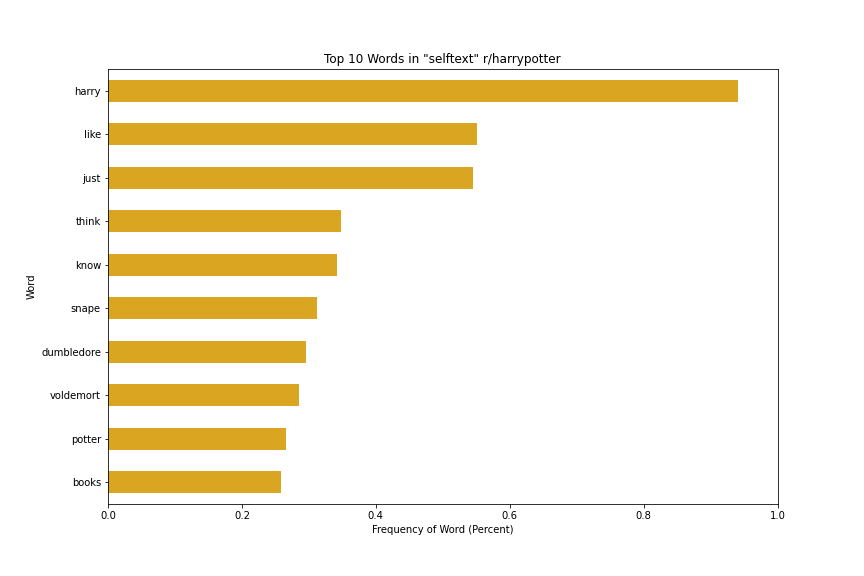 Top 10 Words in "selftext" r/harrypotter
harry
like
just
think
know
snape
dumbledore
voldemort
potter
books
Word
0.0 0.2 0.4 0.6 0.8 1.0
Frequency of Word (Percent)